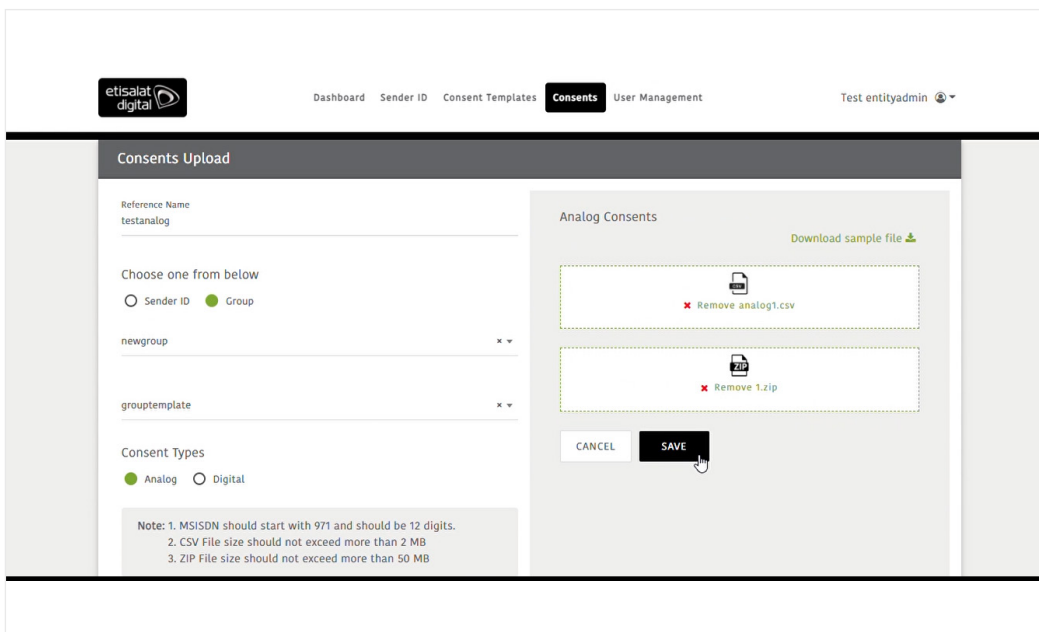 etisalat
digital
Dashboard Sender ID Consent Templates Consents User Management Test entityadmin
Consents Upload
Reference Name
testanalog
Choose one from below
Sender ID Group
newgroup
grouptemplate
Consent Types
Analog Digital
Note: 1. MSISDN should start with 971 and should be 12 digits.
2. CSV File size should not exceed more than 2 MB
3. ZIP File size should not exceed more than 50 MB
Analog Consents
Download sample file
CSV
Remove analog1.csv
ZIP
Remove 1.zip
CANCEL SAVE